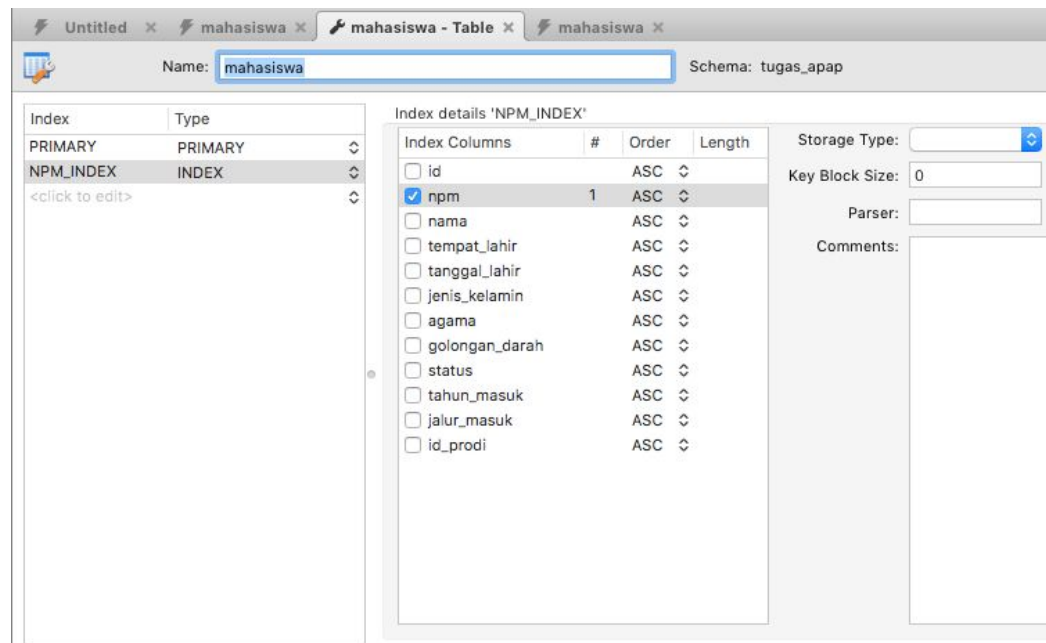 Untitled mahasiswa mahasiswa - Table mahasiswa
Name: mahasiswa Schema: tugas_apap
Index Type
PRIMARY PRIMARY
NPM_INDEX INDEX
<click to edit>
Index details 'NPM_INDEX'
Index Columns # Order Length
id ASC
npm 1 ASC
nama ASC
tempat_lahir ASC
tanggal_lahir ASC
jenis_kelamin ASC
agama ASC
golongan_darah ASC
status ASC
tahun_masuk ASC
jalur_masuk ASC
id_prodi ASC
Storage Type:
Key Block Size: 0
Parser:
Comments: